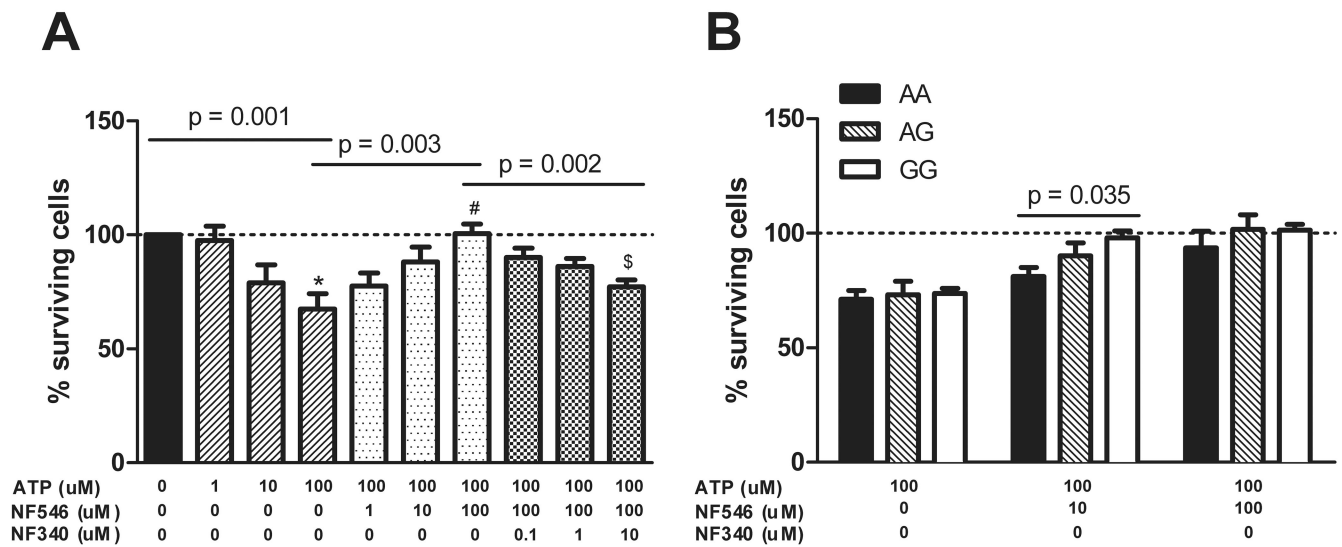 A
150
100
50
0
% surviving cells
p = 0.001
p = 0.003
p = 0.002
*
#
$
ATP (uM) 0 1 10 100 100 100 100 100 100 100
NF546 (uM) 0 0 0 0 1 10 100 100 100 100
NF340 (uM) 0 0 0 0 0 0 0 0.1 1 10
B
AA
AG
GG
150
100
50
0
% surviving cells
p = 0.035
ATP (uM) 100 100 100
NF546 (uM) 0 10 100
NF340 (uM) 0 0 0